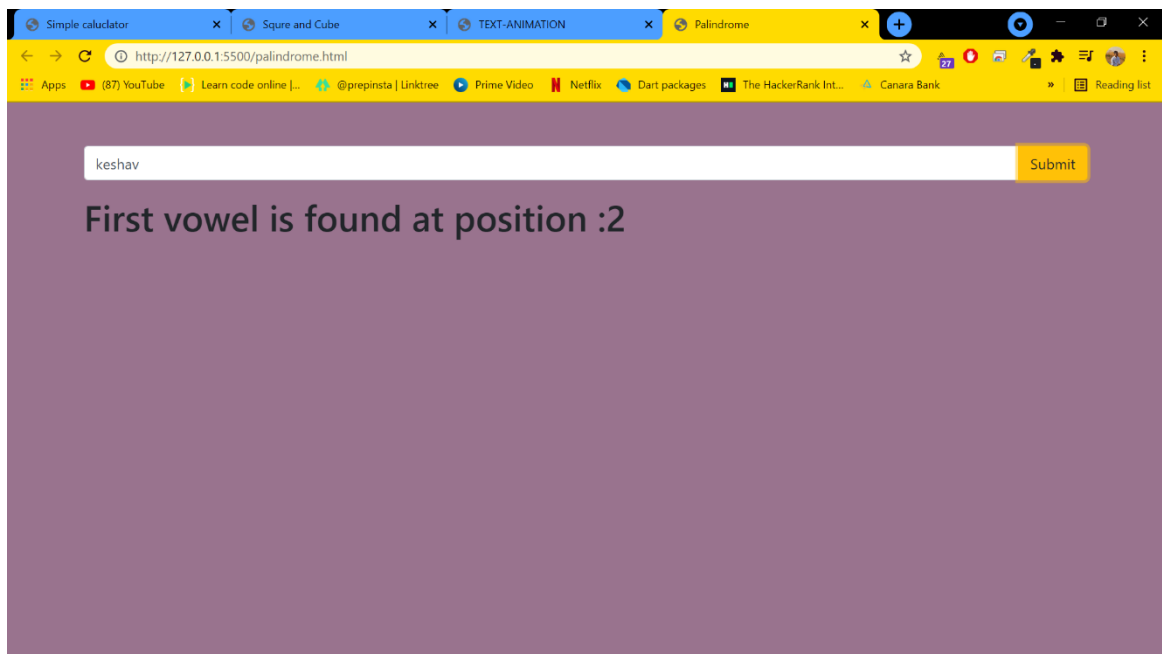 Simple caluclator Squre and Cube TEXT-ANIMATION Palindrome
http://127.0.0.1:5500/palindrome.html 27
Apps (87) YouTube Learn code online |... @prepinsta | Linktree Prime Video Netflix Dart packages The HackerRank Int... Canara Bank » Reading list
keshav Submit
First vowel is found at position :2